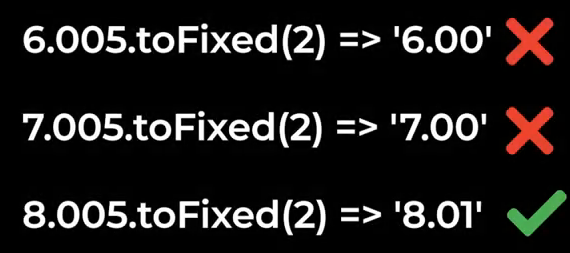 6.005.toFixed(2) => '6.00'
7.005.toFixed(2) => '7.00'
8.005.toFixed(2) => '8.01'